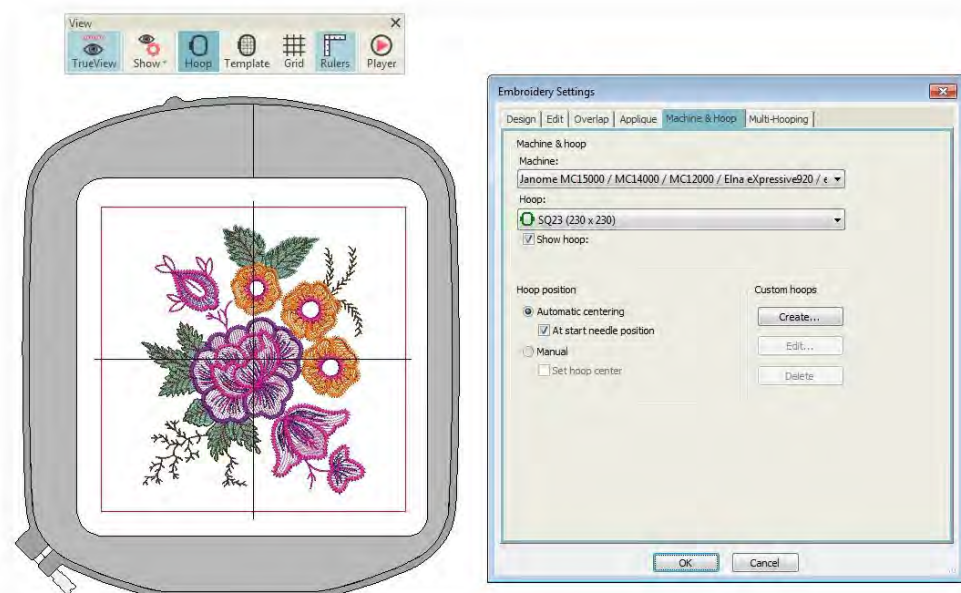 View
TrueView Show Hoop Template Grid Rulers Player
Embroidery Settings
Design Edit Overlap Applique Machine & Hoop Multi-Hooping
Machine & hoop
Machine:
Janome MC15000 / MC14000 / MC12000 / Elna eXpressive920 / e
Hoop:
SQ23 (230 x 230)
Show hoop:
Hoop position
Automatic centering
At start needle position
Manual
Set hoop center
Custom hoops
Create...
Edit...
Delete
OK Cancel